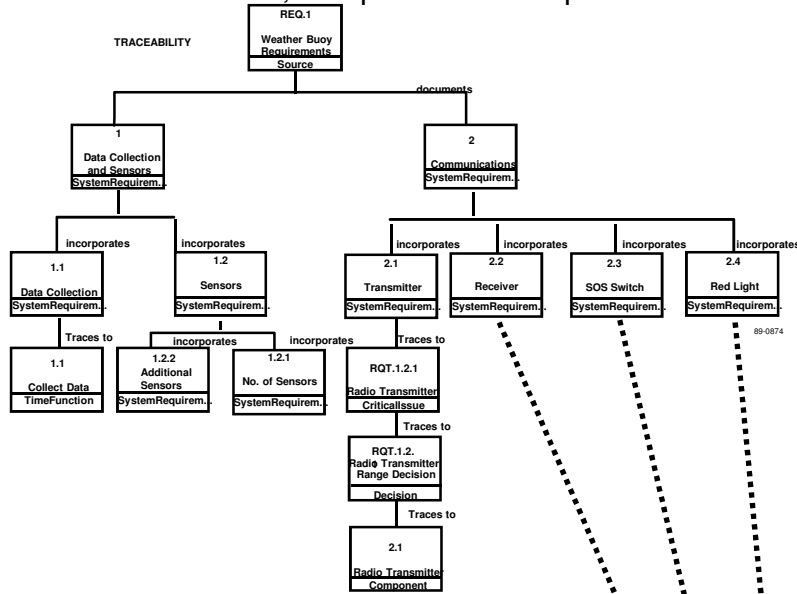 REQ.1
TRACEABILITY
Weather Buoy
Requirements
Source
documents
1
Data Collection
and Sensors
SystemRequirem...
2
Communications
SystemRequirem...
incorporates
incorporates
incorporates
incorporates
incorporates
incorporates
1.1
Data Collection
SystemRequirem...
1.2
Sensors
SystemRequirem...
2.1
Transmitter
SystemRequirem...
2.2
Receiver
SystemRequirem...
2.3
SOS Switch
SystemRequirem...
2.4
Red Light
SystemRequirem...
89-0874
Traces to
incorporates
incorporates
Traces to
1.1
Collect Data
TimeFunction
1.2.2
Additional
Sensors
SystemRequirem...
1.2.1
No. of Sensors
SystemRequirem...
RQT.1.2.1
Radio Transmitter
CriticalIssue
Traces to
RQT.1.2.
Radio Transmitter
Range Decision
Decision
Traces to
2.1
Radio Transmitter
Component